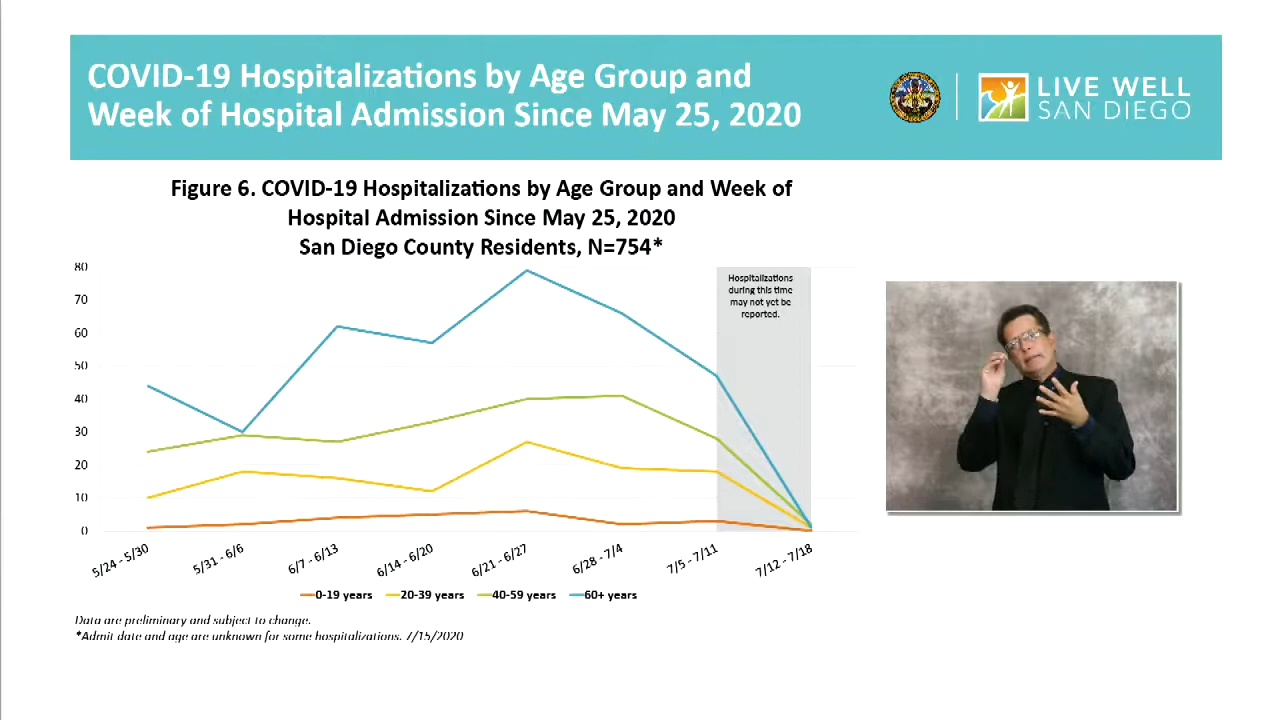 COVID-19 Hospitalizations by Age Group and
Week of Hospital Admission Since May 25, 2020
LIVE WELL
SAN DIEGO
Figure 6. COVID-19 Hospitalizations by Age Group and Week of
Hospital Admission Since May 25, 2020
San Diego County Residents, N=754*
80
70
60
50
40
30
20
10
0
Hospitalizations
during this time
may not yet be
reported.
5/24 - 5/30
5/31 - 6/6
6/7 - 6/13
6/14 - 6/20
6/21 - 6/27
6/28 - 7/4
7/5 - 7/11
7/12 - 7/18
0-19 years
20-39 years
40-59 years
60+ years
Data are preliminary and subject to change.
*Admit date and age are unknown for some hospitalizations. 7/15/2020